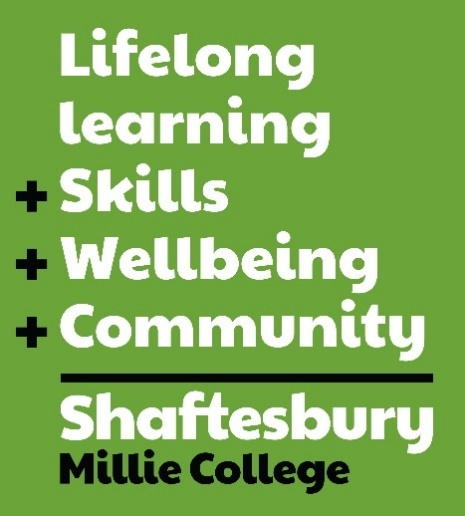 Lifelong
learning
+ Skills
+ Wellbeing
+ Community
Shaftesbury
Millie College